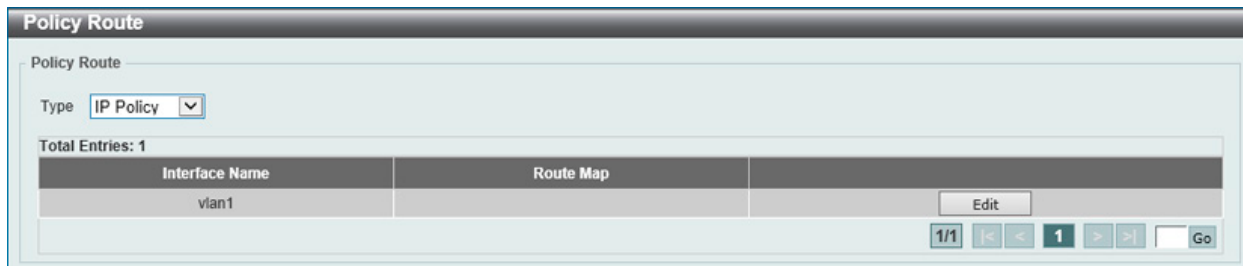 Policy Route
Policy Route
Type IP Policy
Total Entries: 1
Interface Name Route Map
vlan1 Edit
1/1 |< < 1 > >| Go